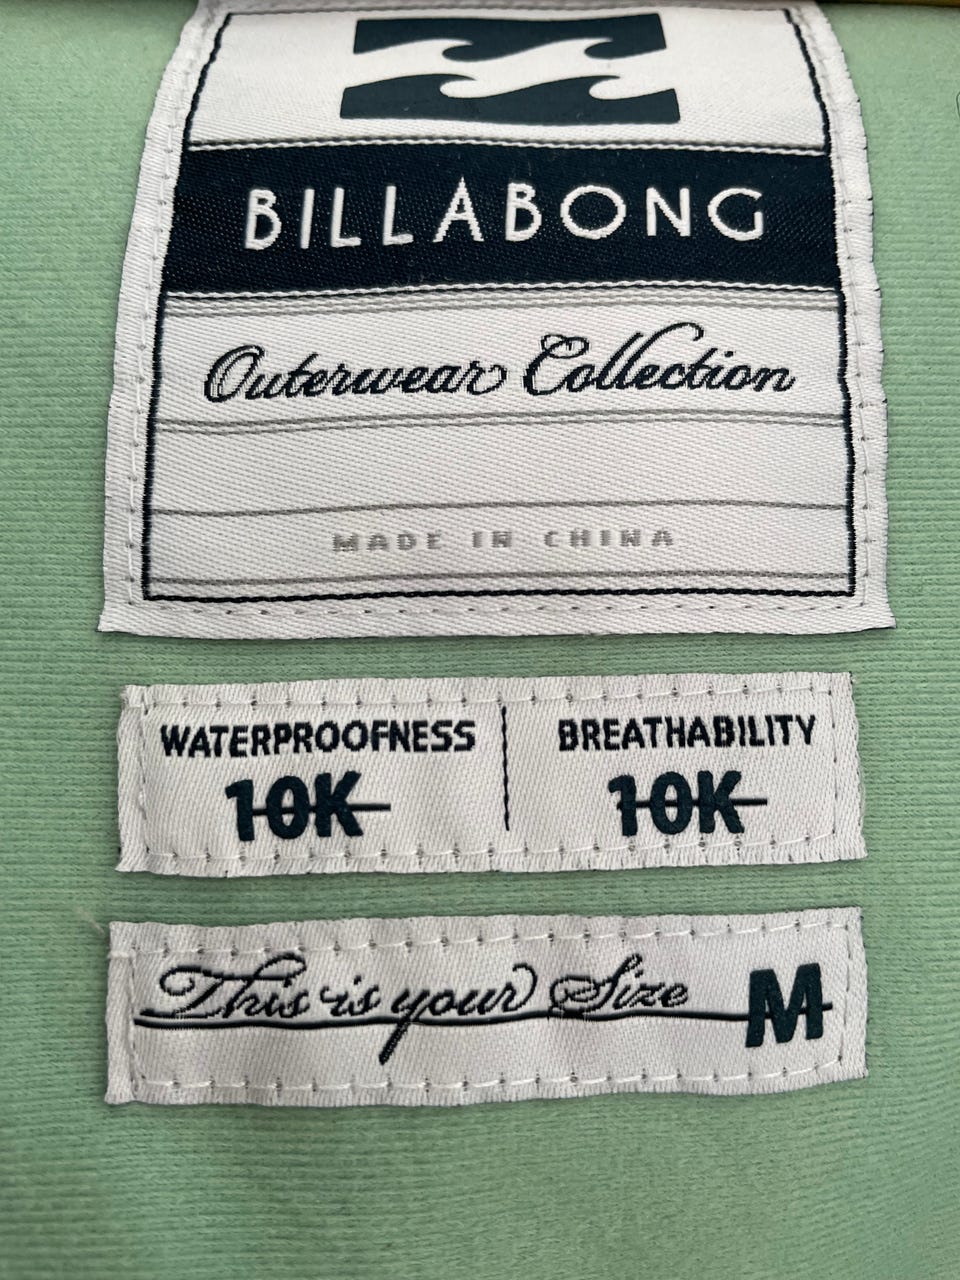 BILLABONG
Outerwear Collection
MADE IN CHINA
WATERPROOFNESS
10K
BREATHABILITY
10K
This is your Size M